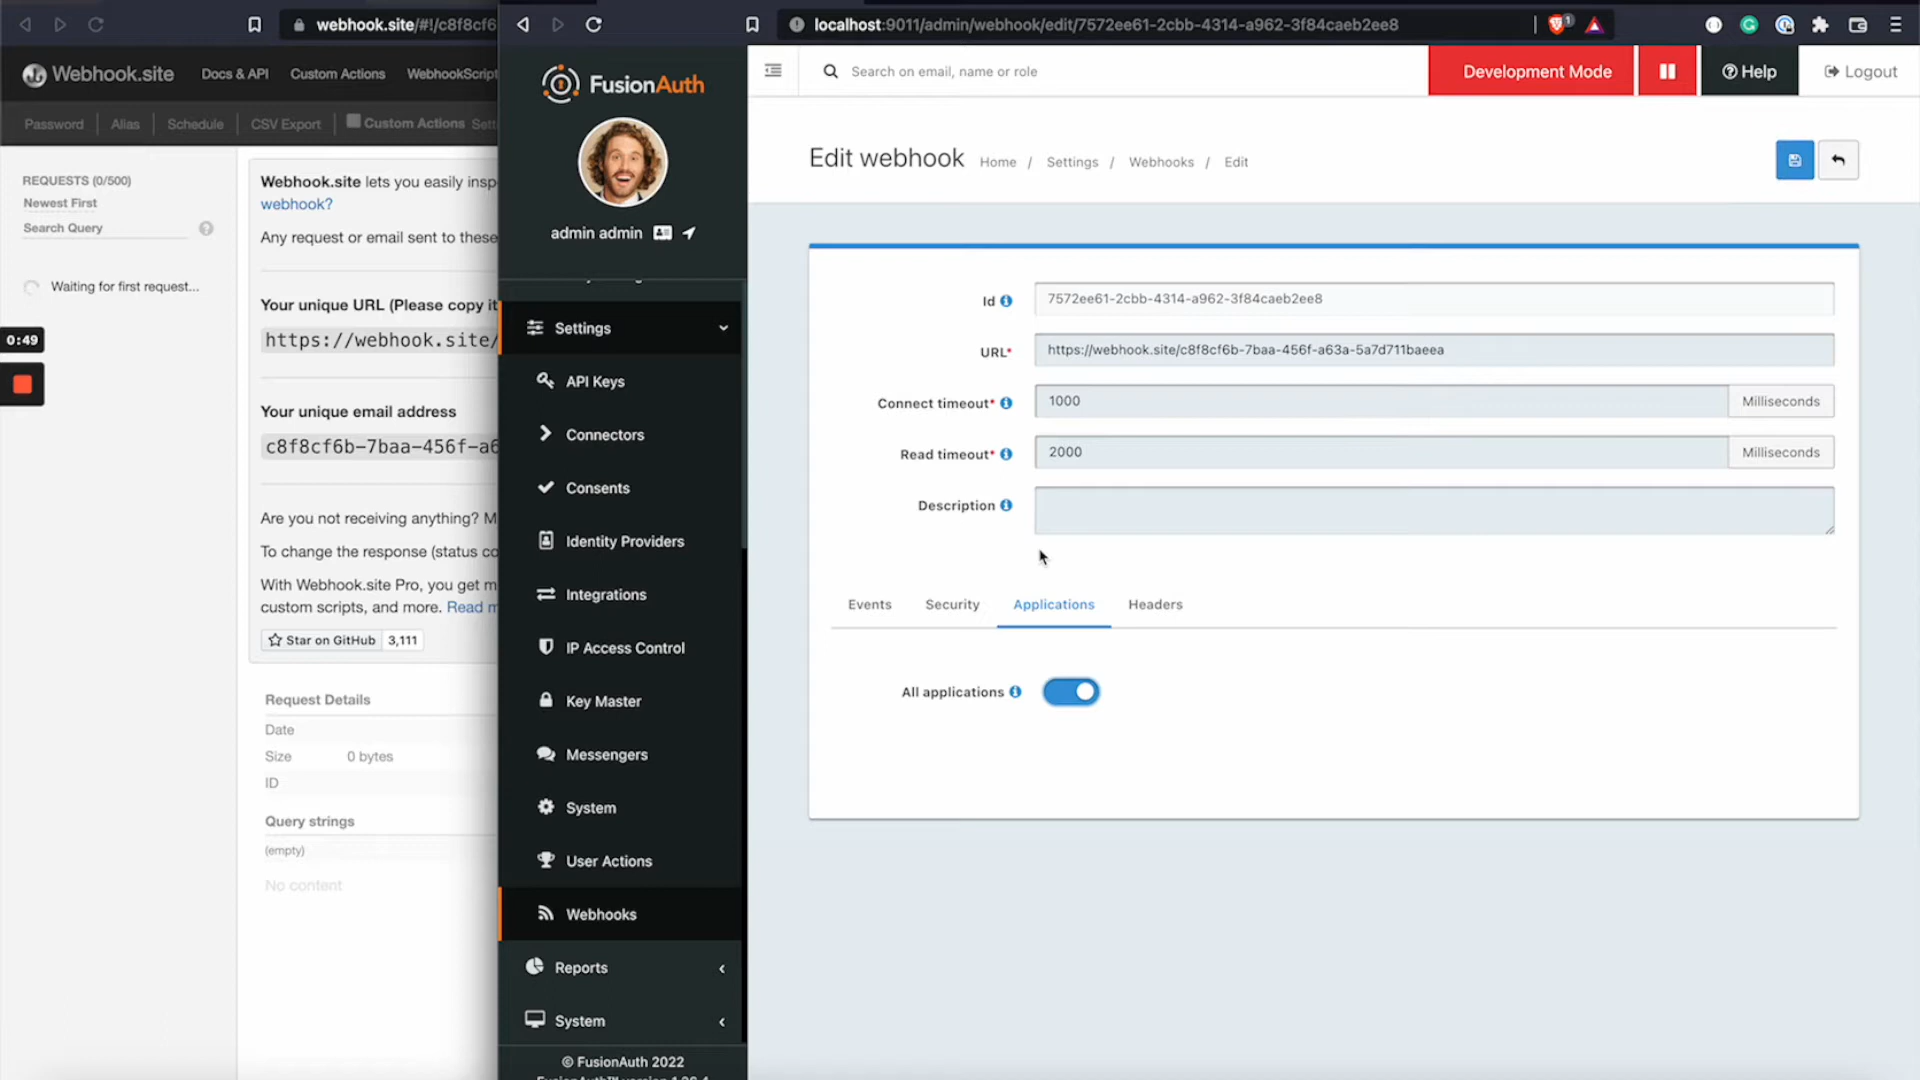 webhook.site/#!/c8f8cf6
localhost:9011/admin/webhook/edit/7572ee61-2cbb-4314-a962-3f84caeb2ee8
1
Webhook.site
Docs & API
Custom Actions
WebhookScript
Password
Alias
Schedule
CSV Export
Custom Actions
REQUESTS (0/500)
Newest First
Search Query
Waiting for first request...
0:49
Webhook.site lets you easily insp
webhook?
Any request or email sent to these
Your unique URL (Please copy it
https://webhook.site/
Your unique email address
c8f8cf6b-7baa-456f-a6
Are you not receiving anything? M
To change the response (status co
With Webhook.site Pro, you get m
custom scripts, and more. Read m
Star on GitHub
3,111
Request Details
Date
Size 0 bytes
ID
Query strings
(empty)
No content
FusionAuth
admin admin
Settings
API Keys
Connectors
Consents
Identity Providers
Integrations
IP Access Control
Key Master
Messengers
System
User Actions
Webhooks
Reports
System
© FusionAuth 2022
Search on email, name or role
Development Mode
Help
Logout
Edit webhook
Home / Settings / Webhooks / Edit
Id
7572ee61-2cbb-4314-a962-3f84caeb2ee8
URL*
https://webhook.site/c8f8cf6b-7baa-456f-a63a-5a7d711baeea
Connect timeout*
1000
Milliseconds
Read timeout*
2000
Milliseconds
Description
Events
Security
Applications
Headers
All applications